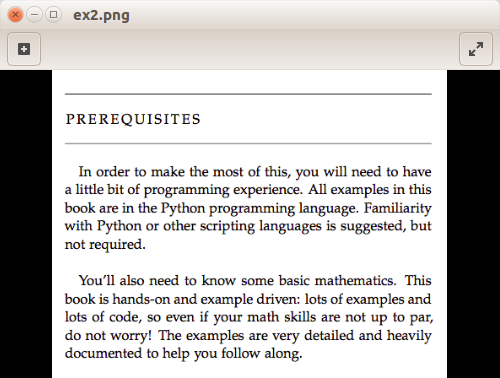 ex2.png
PREREQUISITES
In order to make the most of this, you will need to have
a little bit of programming experience. All examples in this
book are in the Python programming language. Familiarity
with Python or other scripting languages is suggested, but
not required.
You'll also need to know some basic mathematics. This
book is hands-on and example driven: lots of examples and
lots of code, so even if your math skills are not up to par,
do not worry! The examples are very detailed and heavily
documented to help you follow along.